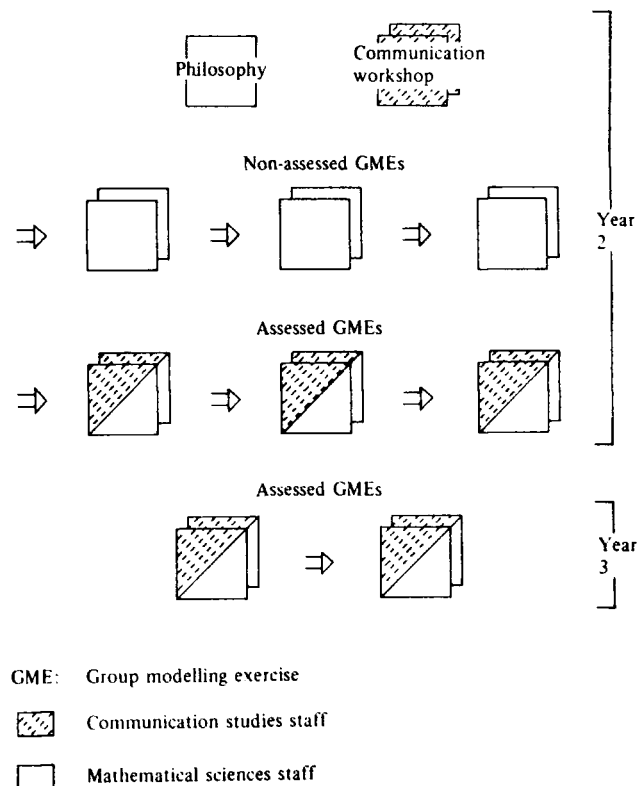 Philosophy
Communication
workshop
Non-assessed GMEs
Year
2
Assessed GMEs
Assessed GMEs
Year
3
GME: Group modelling exercise
Communication studies staff
Mathematical sciences staff